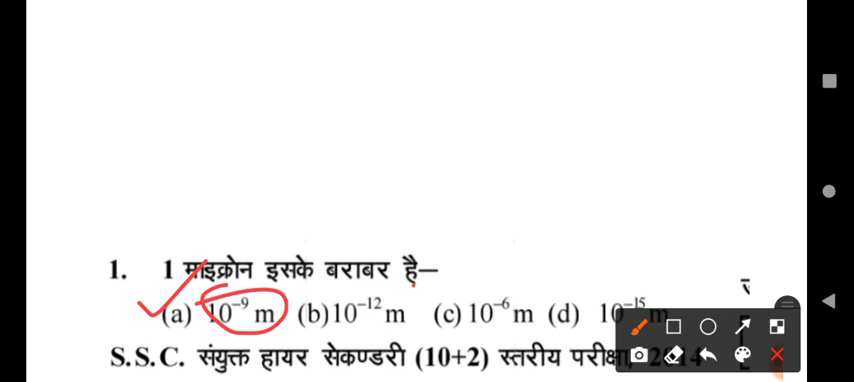 1. 1 माइक्रोन इसके बराबर है–
(a) 10⁻⁹ m (b) 10⁻¹² m (c) 10⁻⁶ m (d) 10⁻¹⁵ m
S.S.C. संयुक्त हायर सेकण्डरी (10+2) स्तरीय परीक्षा, 2014